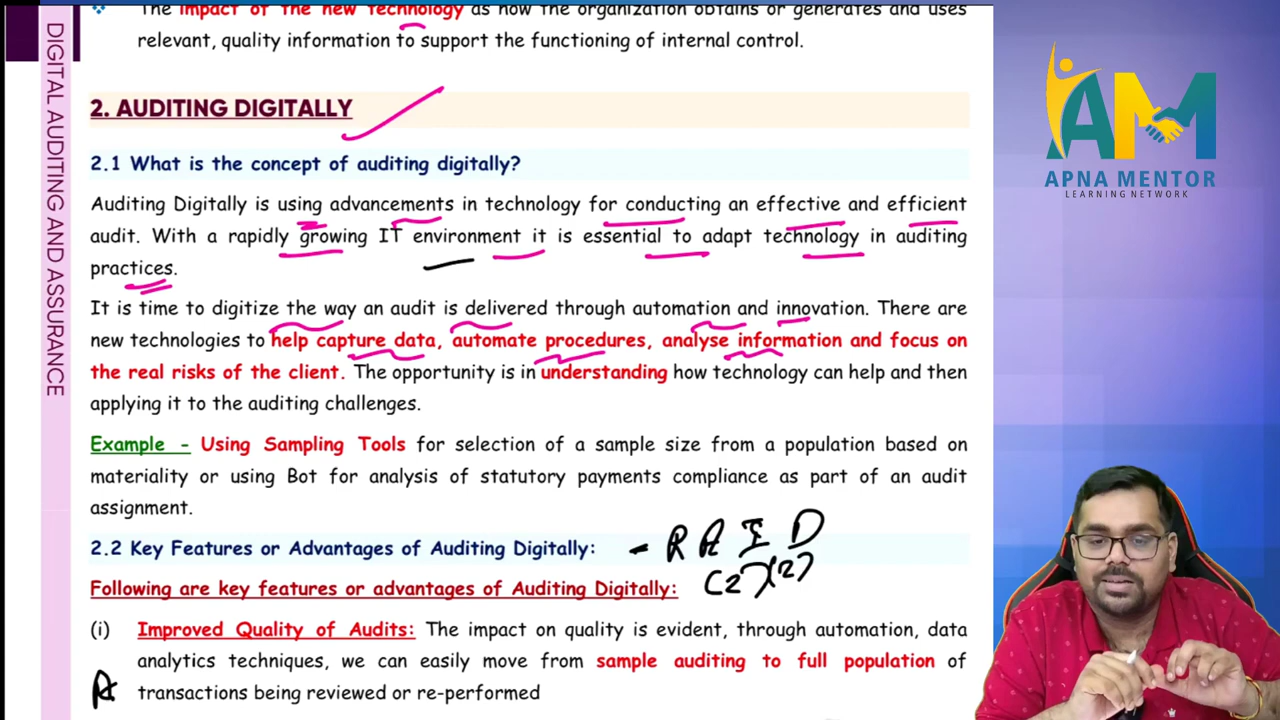 The impact of the new technology as how the organization obtains or generates and uses
relevant, quality information to support the functioning of internal control.
DIGITAL AUDITING AND ASSURANCE
2. AUDITING DIGITALLY
2.1 What is the concept of auditing digitally?
Auditing Digitally is using advancements in technology for conducting an effective and efficient
audit. With a rapidly growing IT environment it is essential to adapt technology in auditing
practices.
It is time to digitize the way an audit is delivered through automation and innovation. There are
new technologies to help capture data, automate procedures, analyse information and focus on
the real risks of the client. The opportunity is in understanding how technology can help and then
applying it to the auditing challenges.
Example - Using Sampling Tools for selection of a sample size from a population based on
materiality or using Bot for analysis of statutory payments compliance as part of an audit
assignment.
2.2 Key Features or Advantages of Auditing Digitally: - R A I D
(2)(2)
Following are key features or advantages of Auditing Digitally:
(i) Improved Quality of Audits: The impact on quality is evident, through automation, data
analytics techniques, we can easily move from sample auditing to full population of
A transactions being reviewed or re-performed
AM
APNA MENTOR
LEARNING NETWORK